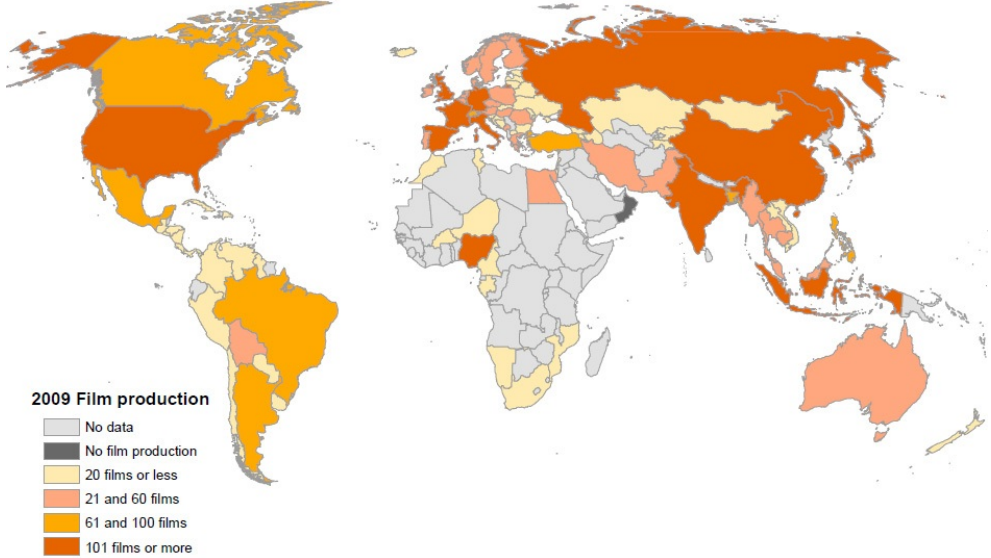 2009 Film production
No data
No film production
20 films or less
21 and 60 films
61 and 100 films
101 films or more